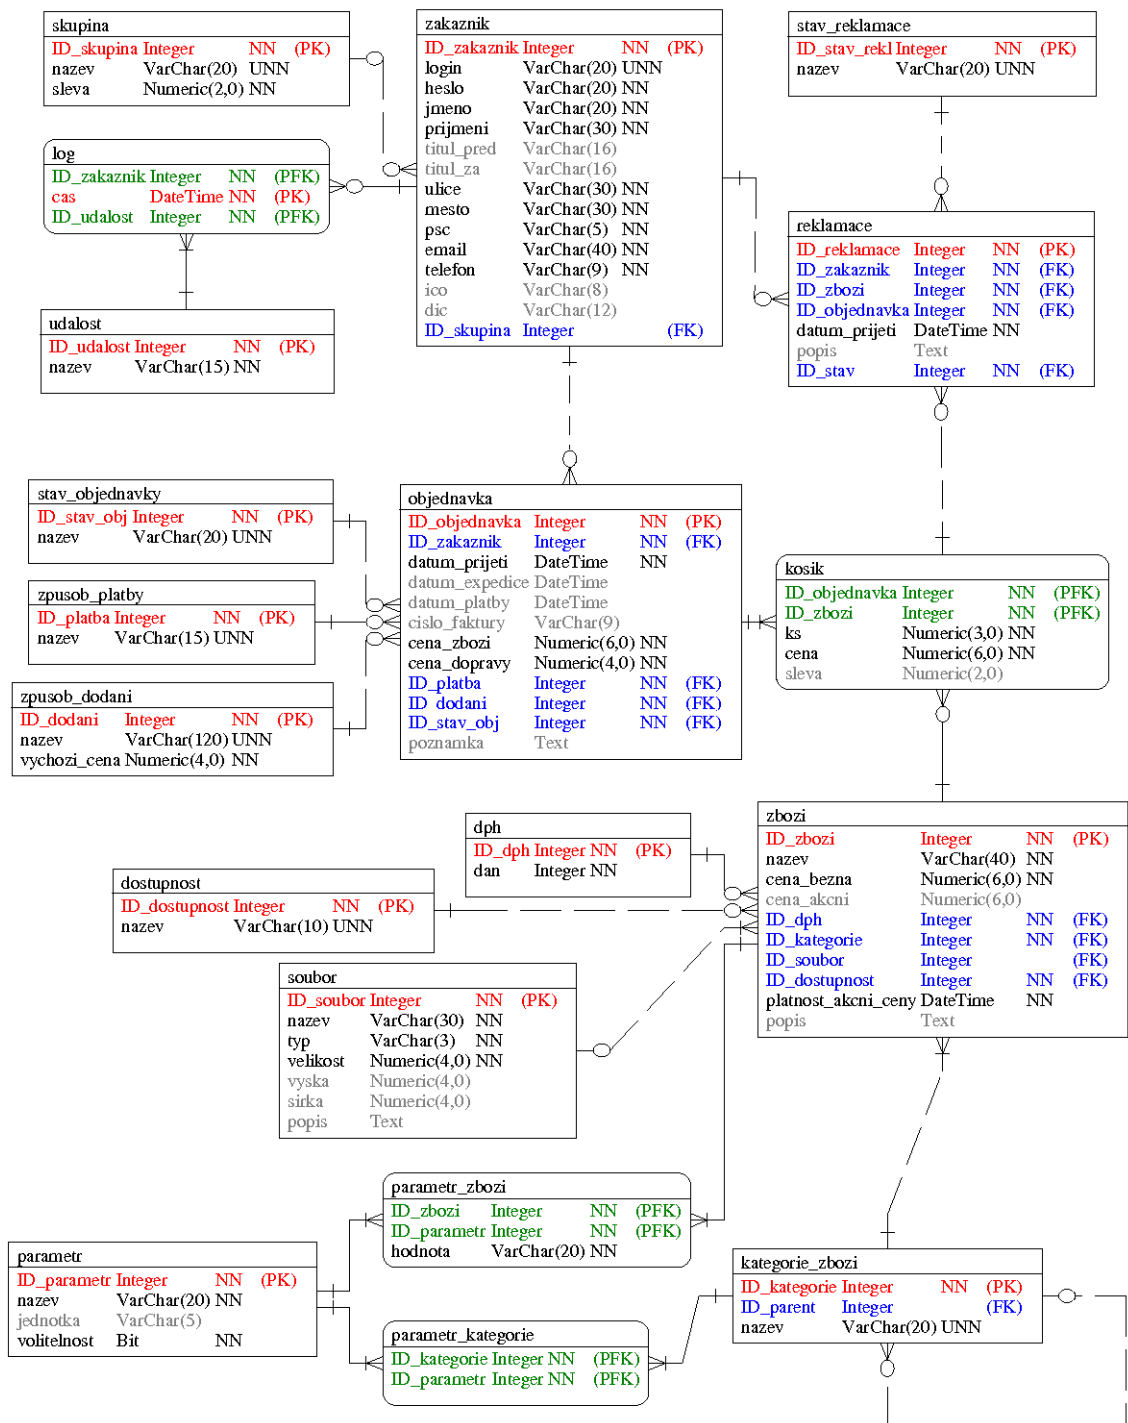 skupina
ID_skupina Integer NN (PK)
nazev VarChar(20) UNN
sleva Numeric(2,0) NN
zakaznik
ID_zakaznik Integer NN (PK)
login VarChar(20) UNN
heslo VarChar(20) NN
jmeno VarChar(20) NN
prijmeni VarChar(30) NN
titul_pred VarChar(16)
titul_za VarChar(16)
ulice VarChar(30) NN
mesto VarChar(30) NN
psc VarChar(5) NN
email VarChar(40) NN
telefon VarChar(9) NN
ico VarChar(8)
dic VarChar(12)
ID_skupina Integer (FK)
stav_reklamace
ID_stav_rekl Integer NN (PK)
nazev VarChar(20) UNN
log
ID_zakaznik Integer NN (PFK)
cas DateTime NN (PK)
ID_udalost Integer NN (PFK)
reklamace
ID_reklamace Integer NN (PK)
ID_zakaznik Integer NN (FK)
ID_zbozi Integer NN (FK)
ID_objednavka Integer NN (FK)
datum_prijeti DateTime NN
popis Text
ID_stav Integer NN (FK)
udalost
ID_udalost Integer NN (PK)
nazev VarChar(15) NN
stav_objednavky
ID_stav_obj Integer NN (PK)
nazev VarChar(20) UNN
objednavka
ID_objednavka Integer NN (PK)
ID_zakaznik Integer NN (FK)
datum_prijeti DateTime NN
datum_expedice DateTime
datum_platby DateTime
cislo_faktury VarChar(9)
cena_zbozi Numeric(6,0) NN
cena_dopravy Numeric(4,0) NN
ID_platba Integer NN (FK)
ID_dodani Integer NN (FK)
ID_stav_obj Integer NN (FK)
poznamka Text
zpusob_platby
ID_platba Integer NN (PK)
nazev VarChar(15) UNN
kosik
ID_objednavka Integer NN (PFK)
ID_zbozi Integer NN (PFK)
ks Numeric(3,0) NN
cena Numeric(6,0) NN
sleva Numeric(2,0)
zpusob_dodani
ID_dodani Integer NN (PK)
nazev VarChar(120) UNN
vychozi_cena Numeric(4,0) NN
dph
ID_dph Integer NN (PK)
dan Integer NN
zbozi
ID_zbozi Integer NN (PK)
nazev VarChar(40) NN
cena_bezna Numeric(6,0) NN
cena_akcni Numeric(6,0)
ID_dph Integer NN (FK)
ID_kategorie Integer NN (FK)
ID_soubor Integer (FK)
ID_dostupnost Integer NN (FK)
platnost_akcni_ceny DateTime NN
popis Text
dostupnost
ID_dostupnost Integer NN (PK)
nazev VarChar(10) UNN
soubor
ID_soubor Integer NN (PK)
nazev VarChar(30) NN
typ VarChar(3) NN
velikost Numeric(4,0) NN
vyska Numeric(4,0)
sirka Numeric(4,0)
popis Text
parametr_zbozi
ID_zbozi Integer NN (PFK)
ID_parametr Integer NN (PFK)
hodnota VarChar(20) NN
parametr
ID_parametr Integer NN (PK)
nazev VarChar(20) NN
jednotka VarChar(5)
volitelnost Bit NN
kategorie_zbozi
ID_kategorie Integer NN (PK)
ID_parent Integer (FK)
nazev VarChar(20) UNN
parametr_kategorie
ID_kategorie Integer NN (PFK)
ID_parametr Integer NN (PFK)